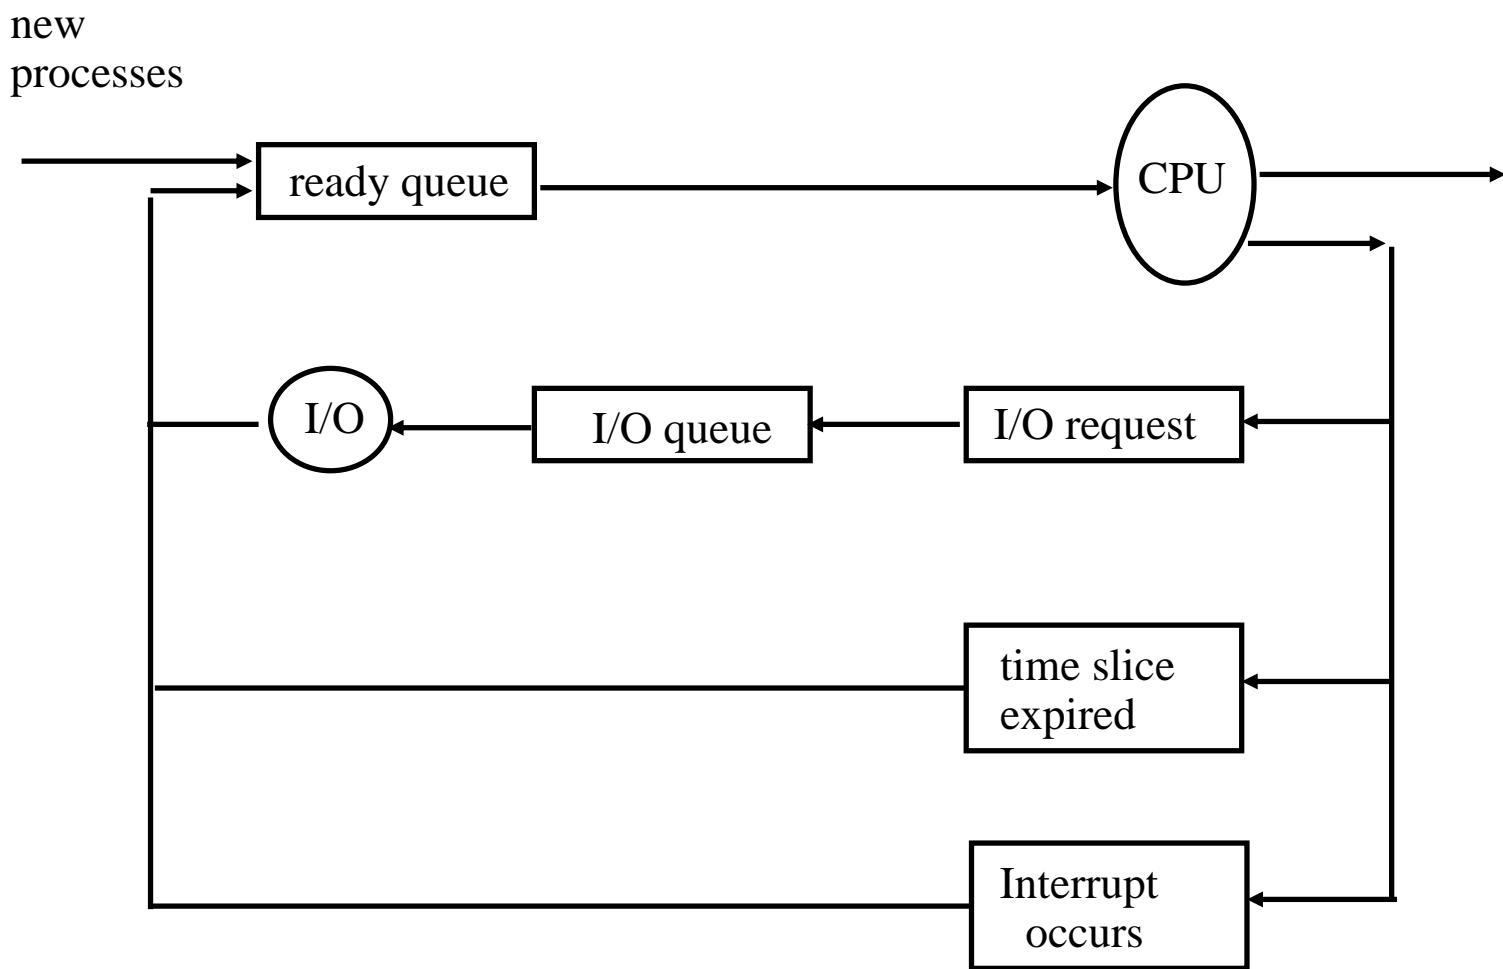 new
processes
ready queue
CPU
I/O
I/O queue
I/O request
time slice
expired
Interrupt
occurs